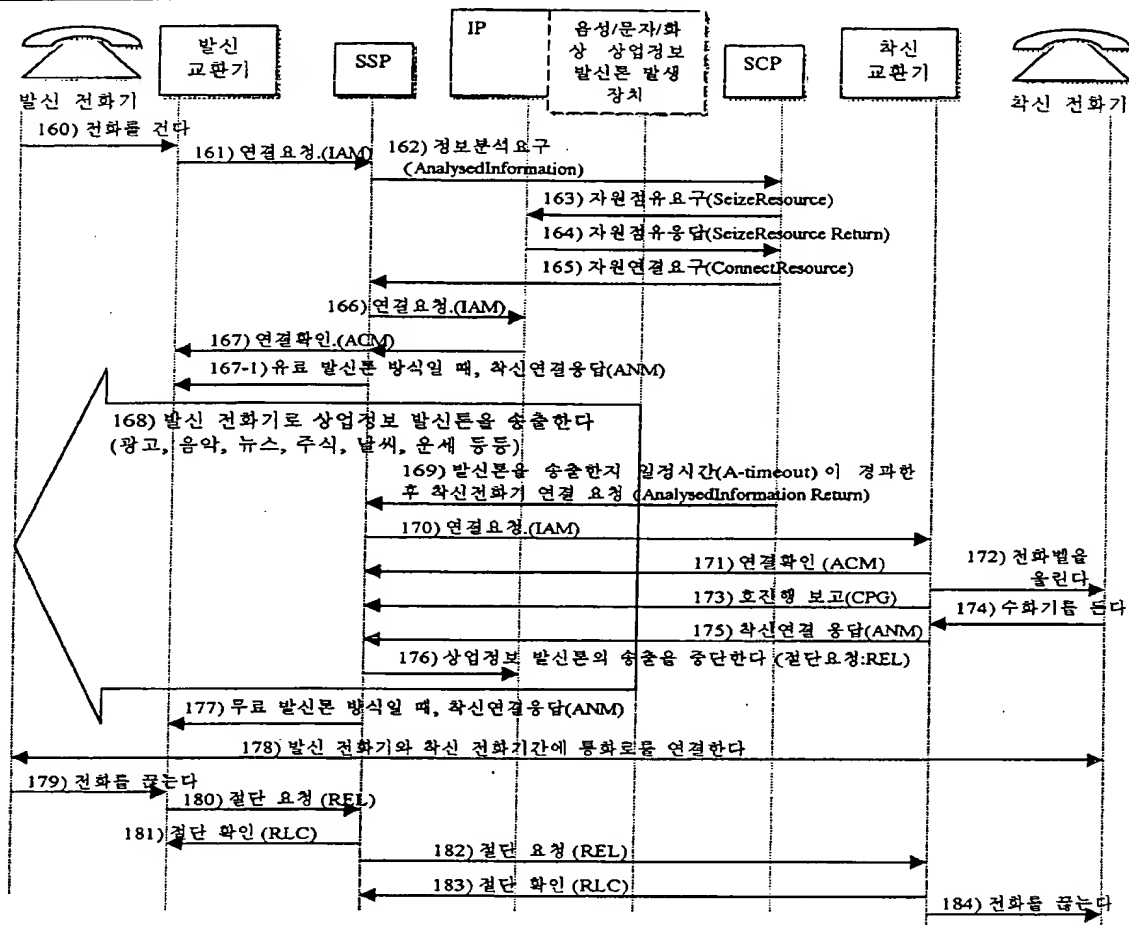 발신 전화기
발신
교환기
SSP
IP
음성/문자/화
상 상업정보
발신톤 발생
장치
SCP
착신
교환기
착신 전화기
160) 전화를 건다
161) 연결요청.(IAM)
162) 정보분석요구
(AnalysedInformation)
163) 자원점유요구(SeizeResource)
164) 자원점유응답(SeizeResource Return)
165) 자원연결요구(ConnectResource)
166) 연결요청.(IAM)
167) 연결확인.(ACM)
167-1) 유료 발신톤 방식일 때, 착신연결응답(ANM)
168) 발신 전화기로 상업정보 발신톤을 송출한다
(광고, 음악, 뉴스, 주식, 날씨, 운세 등등)
169) 발신톤을 송출한지 일정시간(A-timeout) 이 경과한
후 착신전화기 연결 요청 (AnalysedInformation Return)
170) 연결요청.(IAM)
171) 연결확인 (ACM)
172) 전화벨을
울린다
173) 호진행 보고(CPG)
174) 수화기를 든다
175) 착신연결 응답(ANM)
176) 상업정보 발신톤의 송출을 중단한다 (절단요청:REL)
177) 무료 발신톤 방식일 때, 착신연결응답(ANM)
178) 발신 전화기와 착신 전화기간에 통화로를 연결한다
179) 전화를 끊는다
180) 절단 요청 (REL)
181) 절단 확인 (RLC)
182) 절단 요청 (REL)
183) 절단 확인 (RLC)
184) 전화를 끊는다